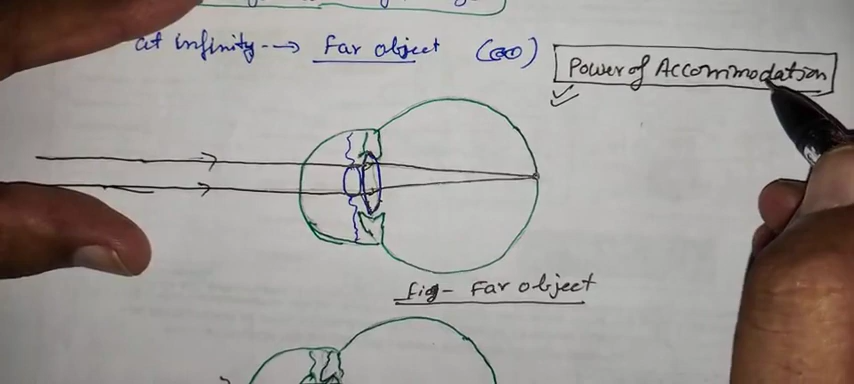 at infinity--→ Far object (∞)
Power of Accommodation
fig- Far object